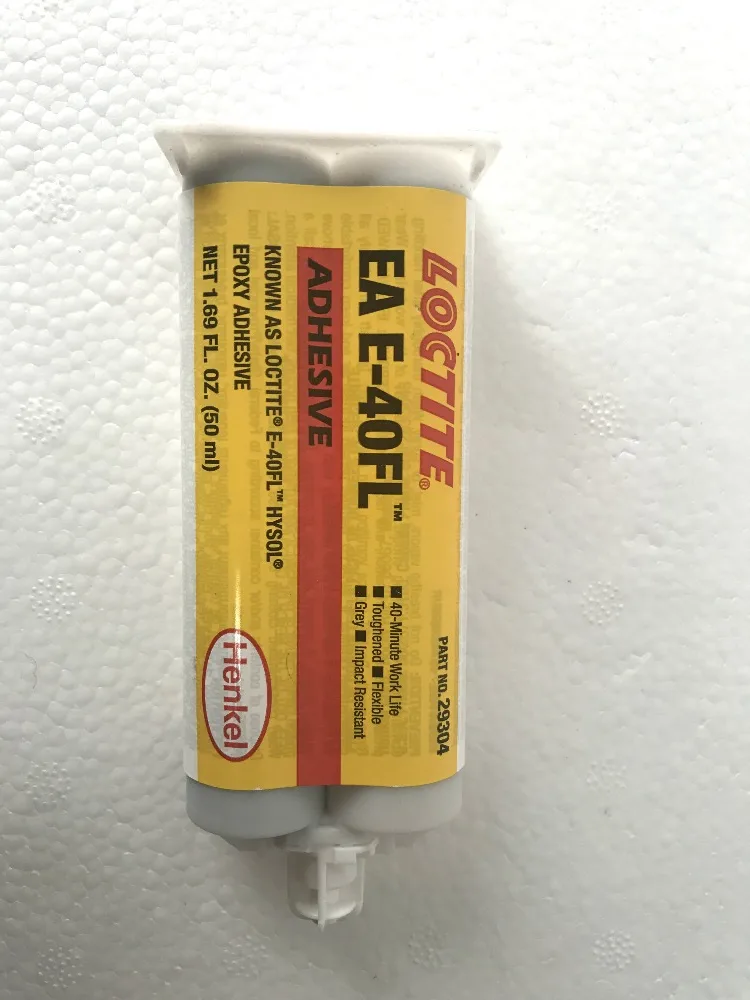 LOCTITE®
PART NO. 29304
EA E-40FL™
■ 40-Minute Work Life
■ Toughened ■ Flexible
■ Grey ■ Impact Resistant
ADHESIVE
KNOWN AS LOCTITE® E-40FL™ HYSOL®
EPOXY ADHESIVE
NET 1.69 FL. OZ. (50 ml)
Henkel